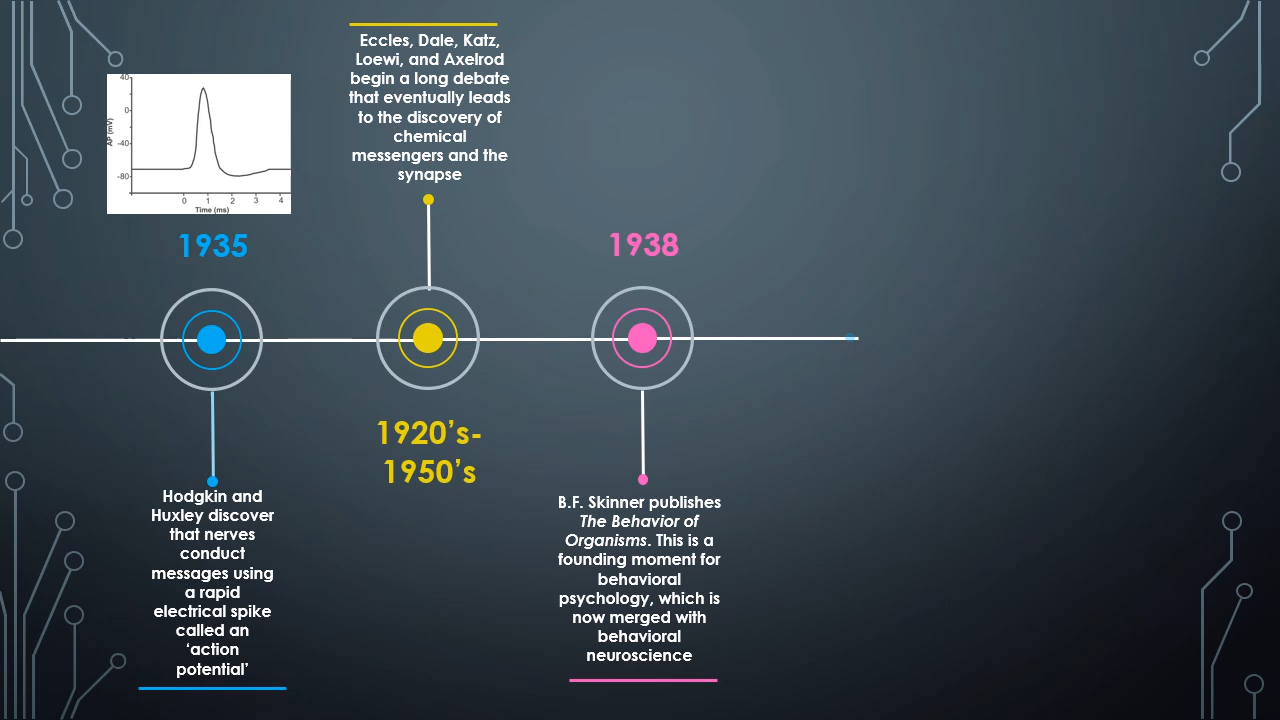 40
0
-40
-80
AP (mV)
0 1 2 3 4
Time (ms)
1935
Hodgkin and
Huxley discover
that nerves
conduct
messages using
a rapid
electrical spike
called an
‘action
potential’
Eccles, Dale, Katz,
Loewi, and Axelrod
begin a long debate
that eventually leads
to the discovery of
chemical
messengers and the
synapse
1920’s-
1950’s
1938
B.F. Skinner publishes
The Behavior of
Organisms. This is a
founding moment for
behavioral
psychology, which is
now merged with
behavioral
neuroscience